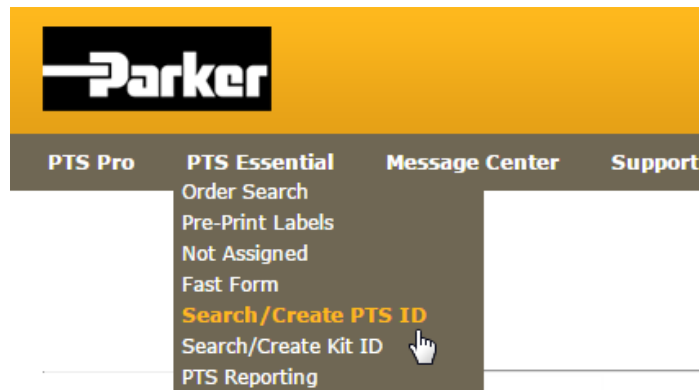 Parker
PTS Pro PTS Essential Message Center Support
Order Search
Pre-Print Labels
Not Assigned
Fast Form
Search/Create PTS ID
Search/Create Kit ID
PTS Reporting